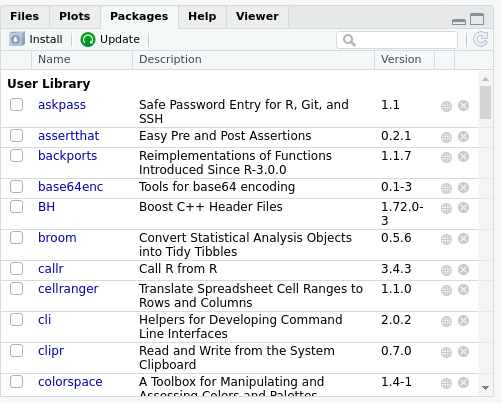 Files Plots Packages Help Viewer
Install Update
Name Description Version
User Library
askpass Safe Password Entry for R, Git, and 1.1
SSH
assertthat Easy Pre and Post Assertions 0.2.1
backports Reimplementations of Functions 1.1.7
Introduced Since R-3.0.0
base64enc Tools for base64 encoding 0.1-3
BH Boost C++ Header Files 1.72.0-
3
broom Convert Statistical Analysis Objects 0.5.6
into Tidy Tibbles
callr Call R from R 3.4.3
cellranger Translate Spreadsheet Cell Ranges to 1.1.0
Rows and Columns
cli Helpers for Developing Command 2.0.2
Line Interfaces
clipr Read and Write from the System 0.7.0
Clipboard
colorspace A Toolbox for Manipulating and 1.4-1
Assessing Colors and Palettes